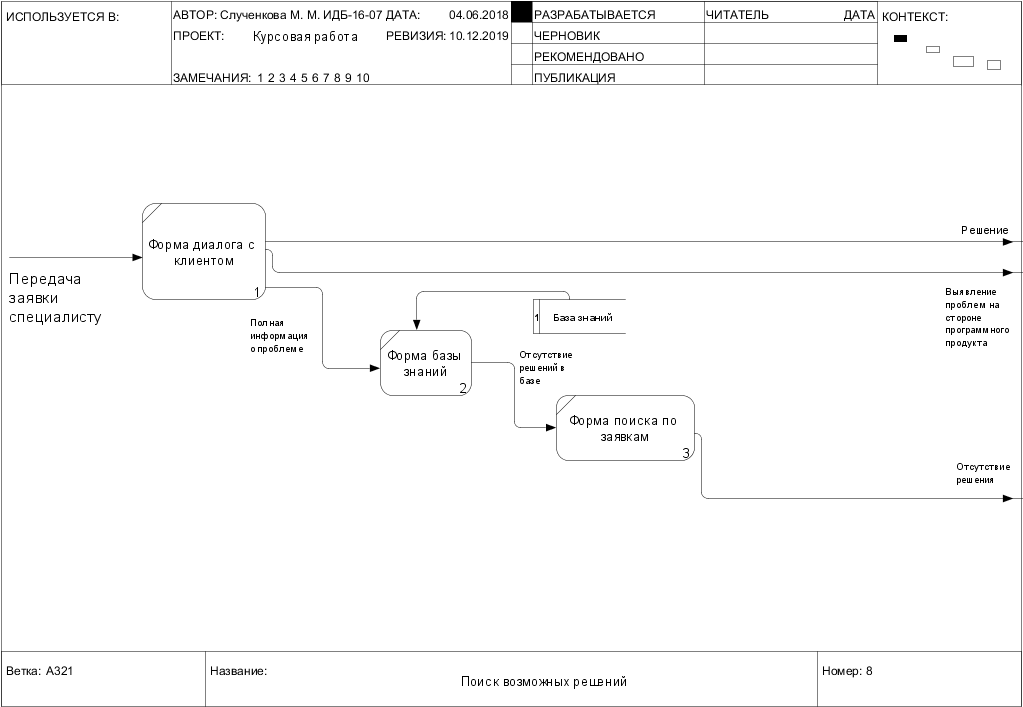 ИСПОЛЬЗУЕТСЯ В:
АВТОР: Слученкова М. М. ИДБ-16-07 ДАТА: 04.06.2018
ПРОЕКТ: Курсовая работа РЕВИЗИЯ: 10.12.2019
ЗАМЕЧАНИЯ: 1 2 3 4 5 6 7 8 9 10
РАЗРАБАТЫВАЕТСЯ
ЧЕРНОВИК
РЕКОМЕНДОВАНО
ПУБЛИКАЦИЯ
ЧИТАТЕЛЬ ДАТА
КОНТЕКСТ:
Передача
заявки
специалисту
Форма диалога с
клиентом
1
Решение
Выявление
проблем на
стороне
программного
продукта
Полная
информация
о проблеме
1 База знаний
Форма базы
знаний
2
Отсутствие
решений в
базе
Форма поиска по
заявкам
3
Отсутствие
решения
Ветка: A321
Название:
Поиск возможных решений
Номер: 8